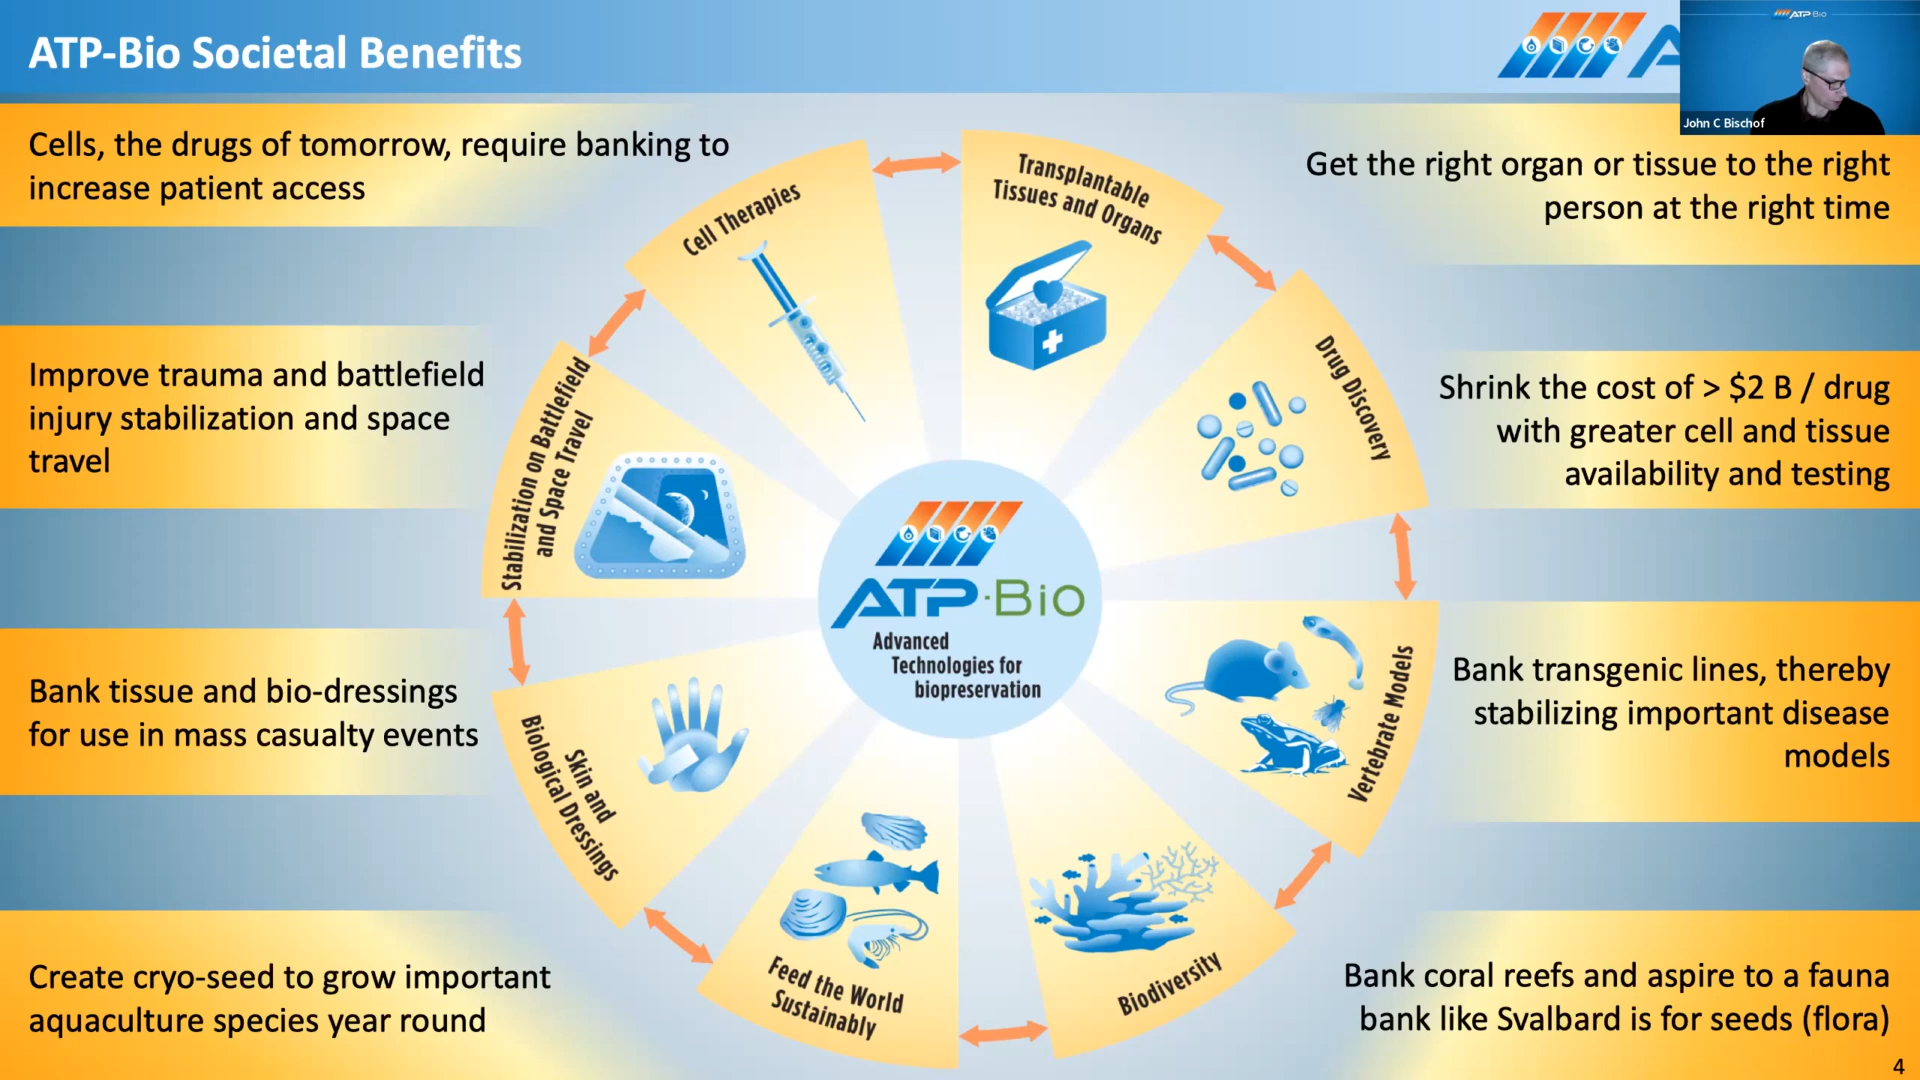 ATP-Bio Societal Benefits
ATP-Bio
John C Bischof
Cells, the drugs of tomorrow, require banking to
increase patient access
Get the right organ or tissue to the right
person at the right time
Cell Therapies
Transplantable
Tissues and Organs
Improve trauma and battlefield
injury stabilization and space
travel
Stabilization on Battlefield
and Space Travel
Drug Discovery
Shrink the cost of > $2 B / drug
with greater cell and tissue
availability and testing
ATP·Bio
Advanced
Technologies for
biopreservation
Bank tissue and bio-dressings
for use in mass casualty events
Skin and
Biological Dressings
Vertebrate Models
Bank transgenic lines, thereby
stabilizing important disease
models
Create cryo-seed to grow important
aquaculture species year round
Feed the World
Sustainably
Biodiversity
Bank coral reefs and aspire to a fauna
bank like Svalbard is for seeds (flora)
4